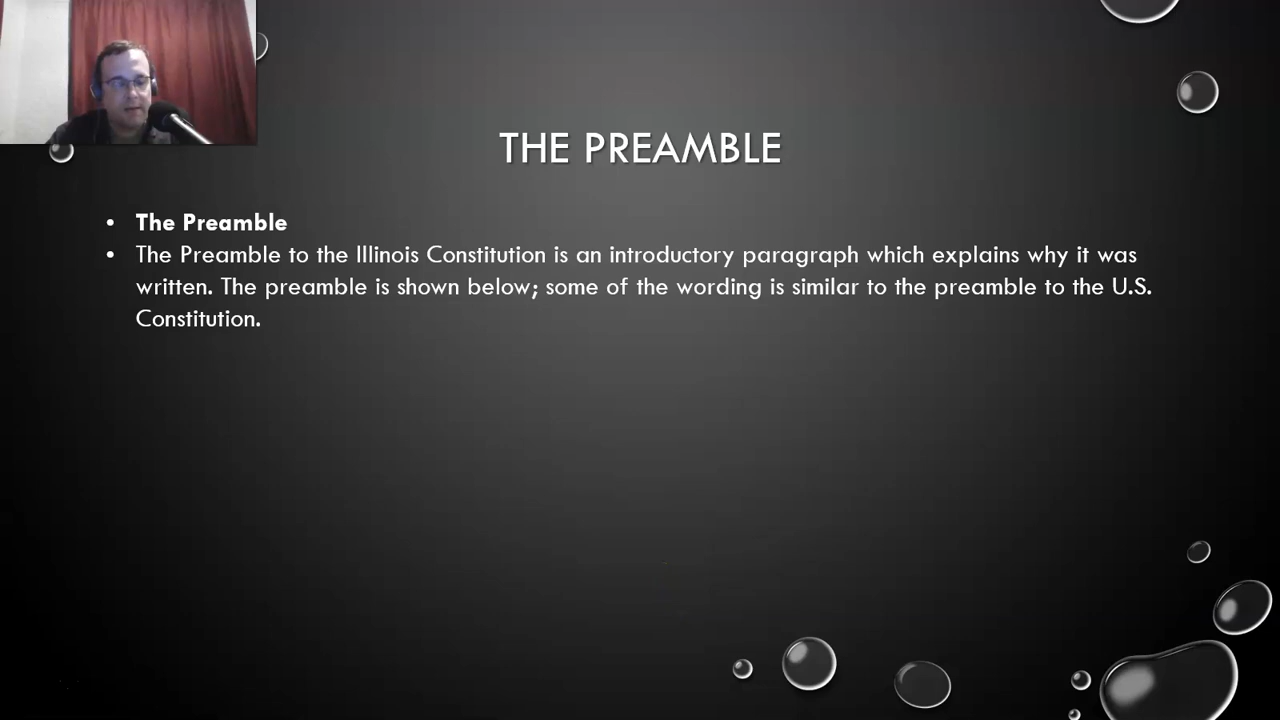 THE PREAMBLE
• The Preamble
• The Preamble to the Illinois Constitution is an introductory paragraph which explains why it was
written. The preamble is shown below; some of the wording is similar to the preamble to the U.S.
Constitution.